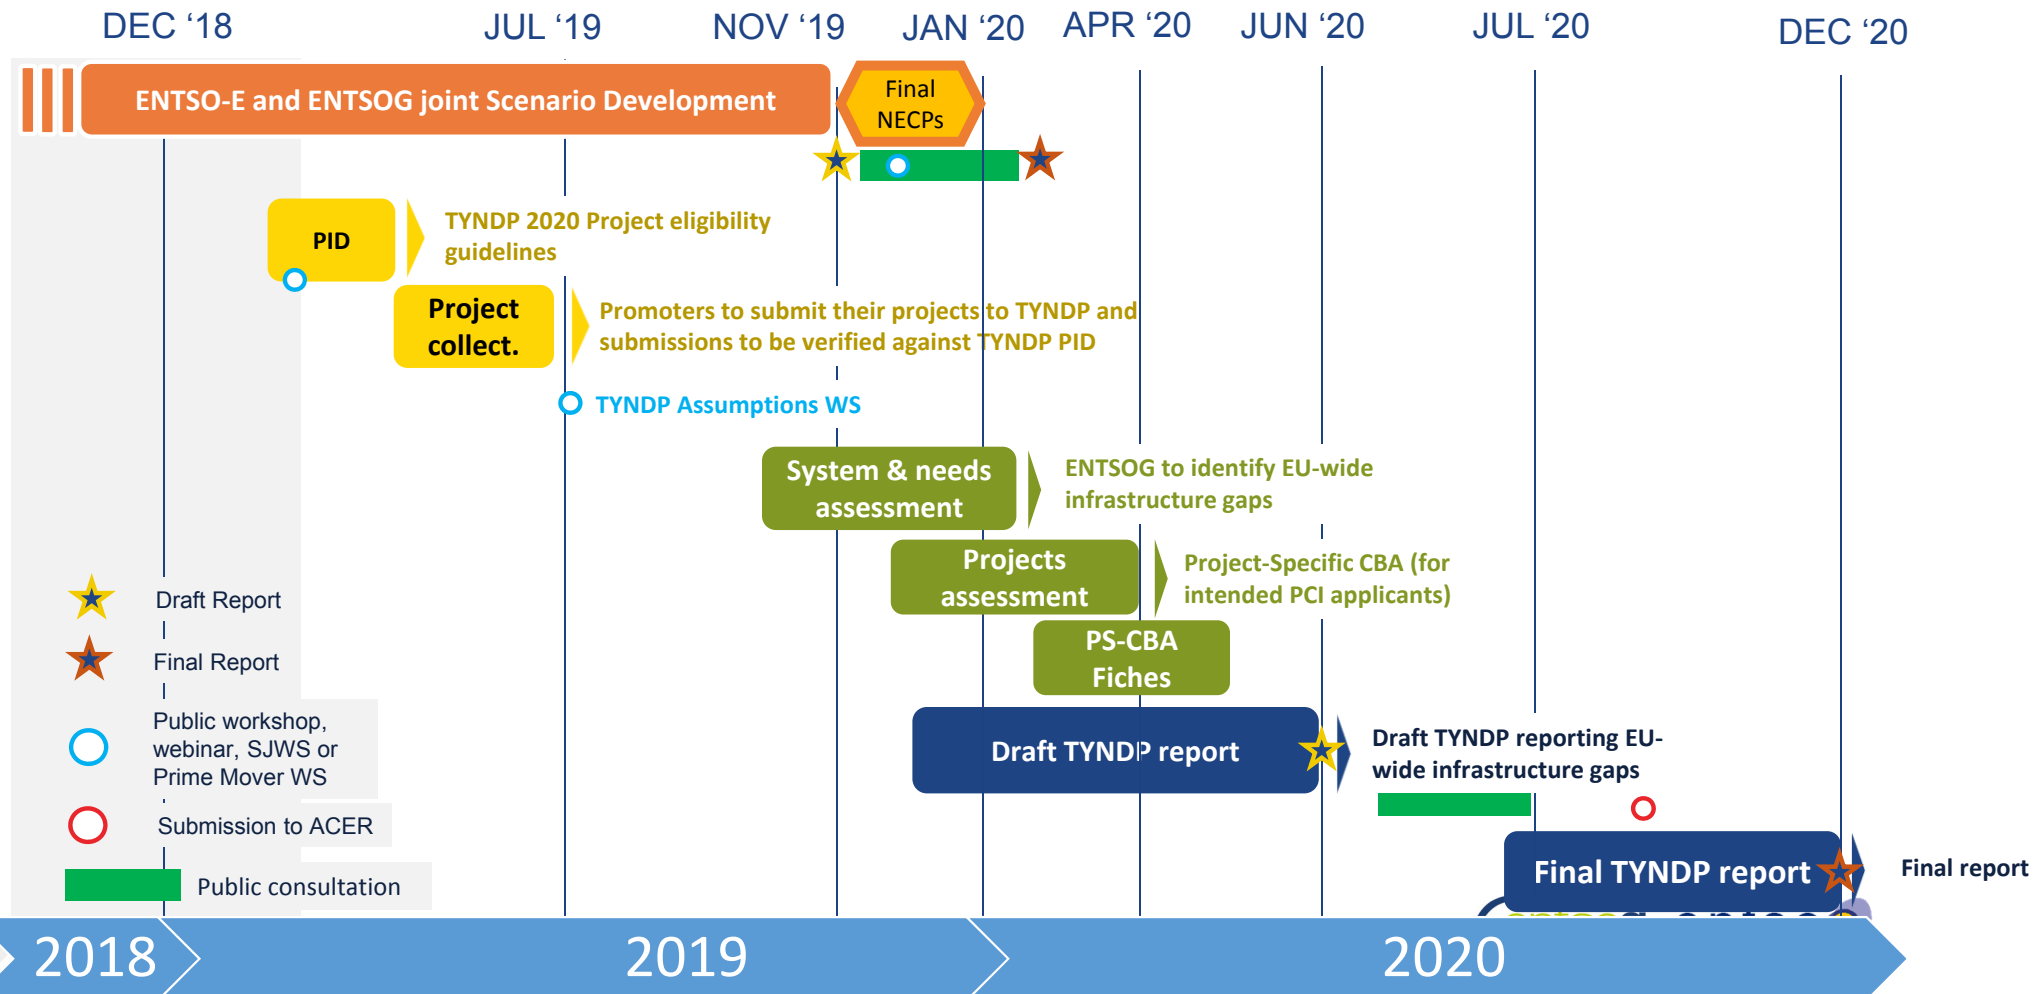 DEC ‘18
JUL ‘19
NOV ‘19
JAN ‘20
APR ‘20
JUN ‘20
JUL ‘20
DEC ‘20
ENTSO-E and ENTSOG joint Scenario Development
Final
NECPs
PID
TYNDP 2020 Project eligibility
guidelines
Project
collect.
Promoters to submit their projects to TYNDP and
submissions to be verified against TYNDP PID
TYNDP Assumptions WS
System & needs
assessment
ENTSOG to identify EU-wide
infrastructure gaps
Projects
assessment
Project-Specific CBA (for
intended PCI applicants)
PS-CBA
Fiches
Draft TYNDP report
Draft TYNDP reporting EU-
wide infrastructure gaps
Final TYNDP report
Final report
Draft Report
Final Report
Public workshop,
webinar, SJWS or
Prime Mover WS
Submission to ACER
Public consultation
2018
2019
2020